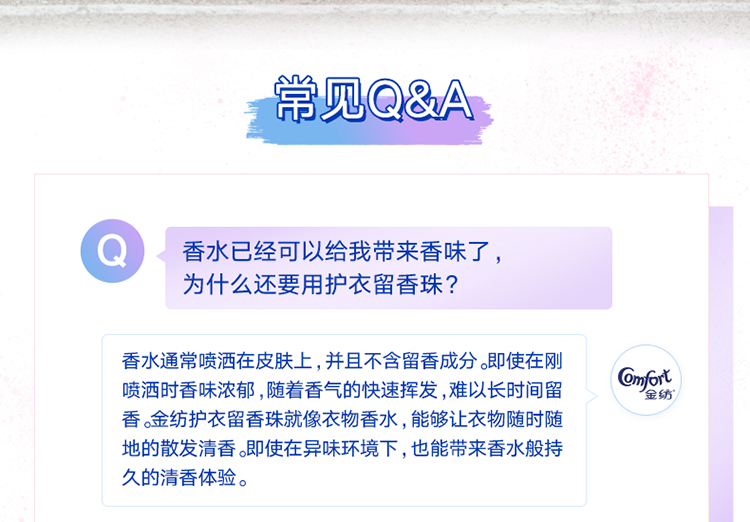 常见Q&A
Q
香水已经可以给我带来香味了，
为什么还要用护衣留香珠？
香水通常喷洒在皮肤上，并且不含留香成分。即使在刚
喷洒时香味浓郁，随着香气的快速挥发，难以长时间留
香。金纺护衣留香珠就像衣物香水，能够让衣物随时随
地的散发清香。即使在异味环境下，也能带来香水般持
久的清香体验。
Comfort
金纺